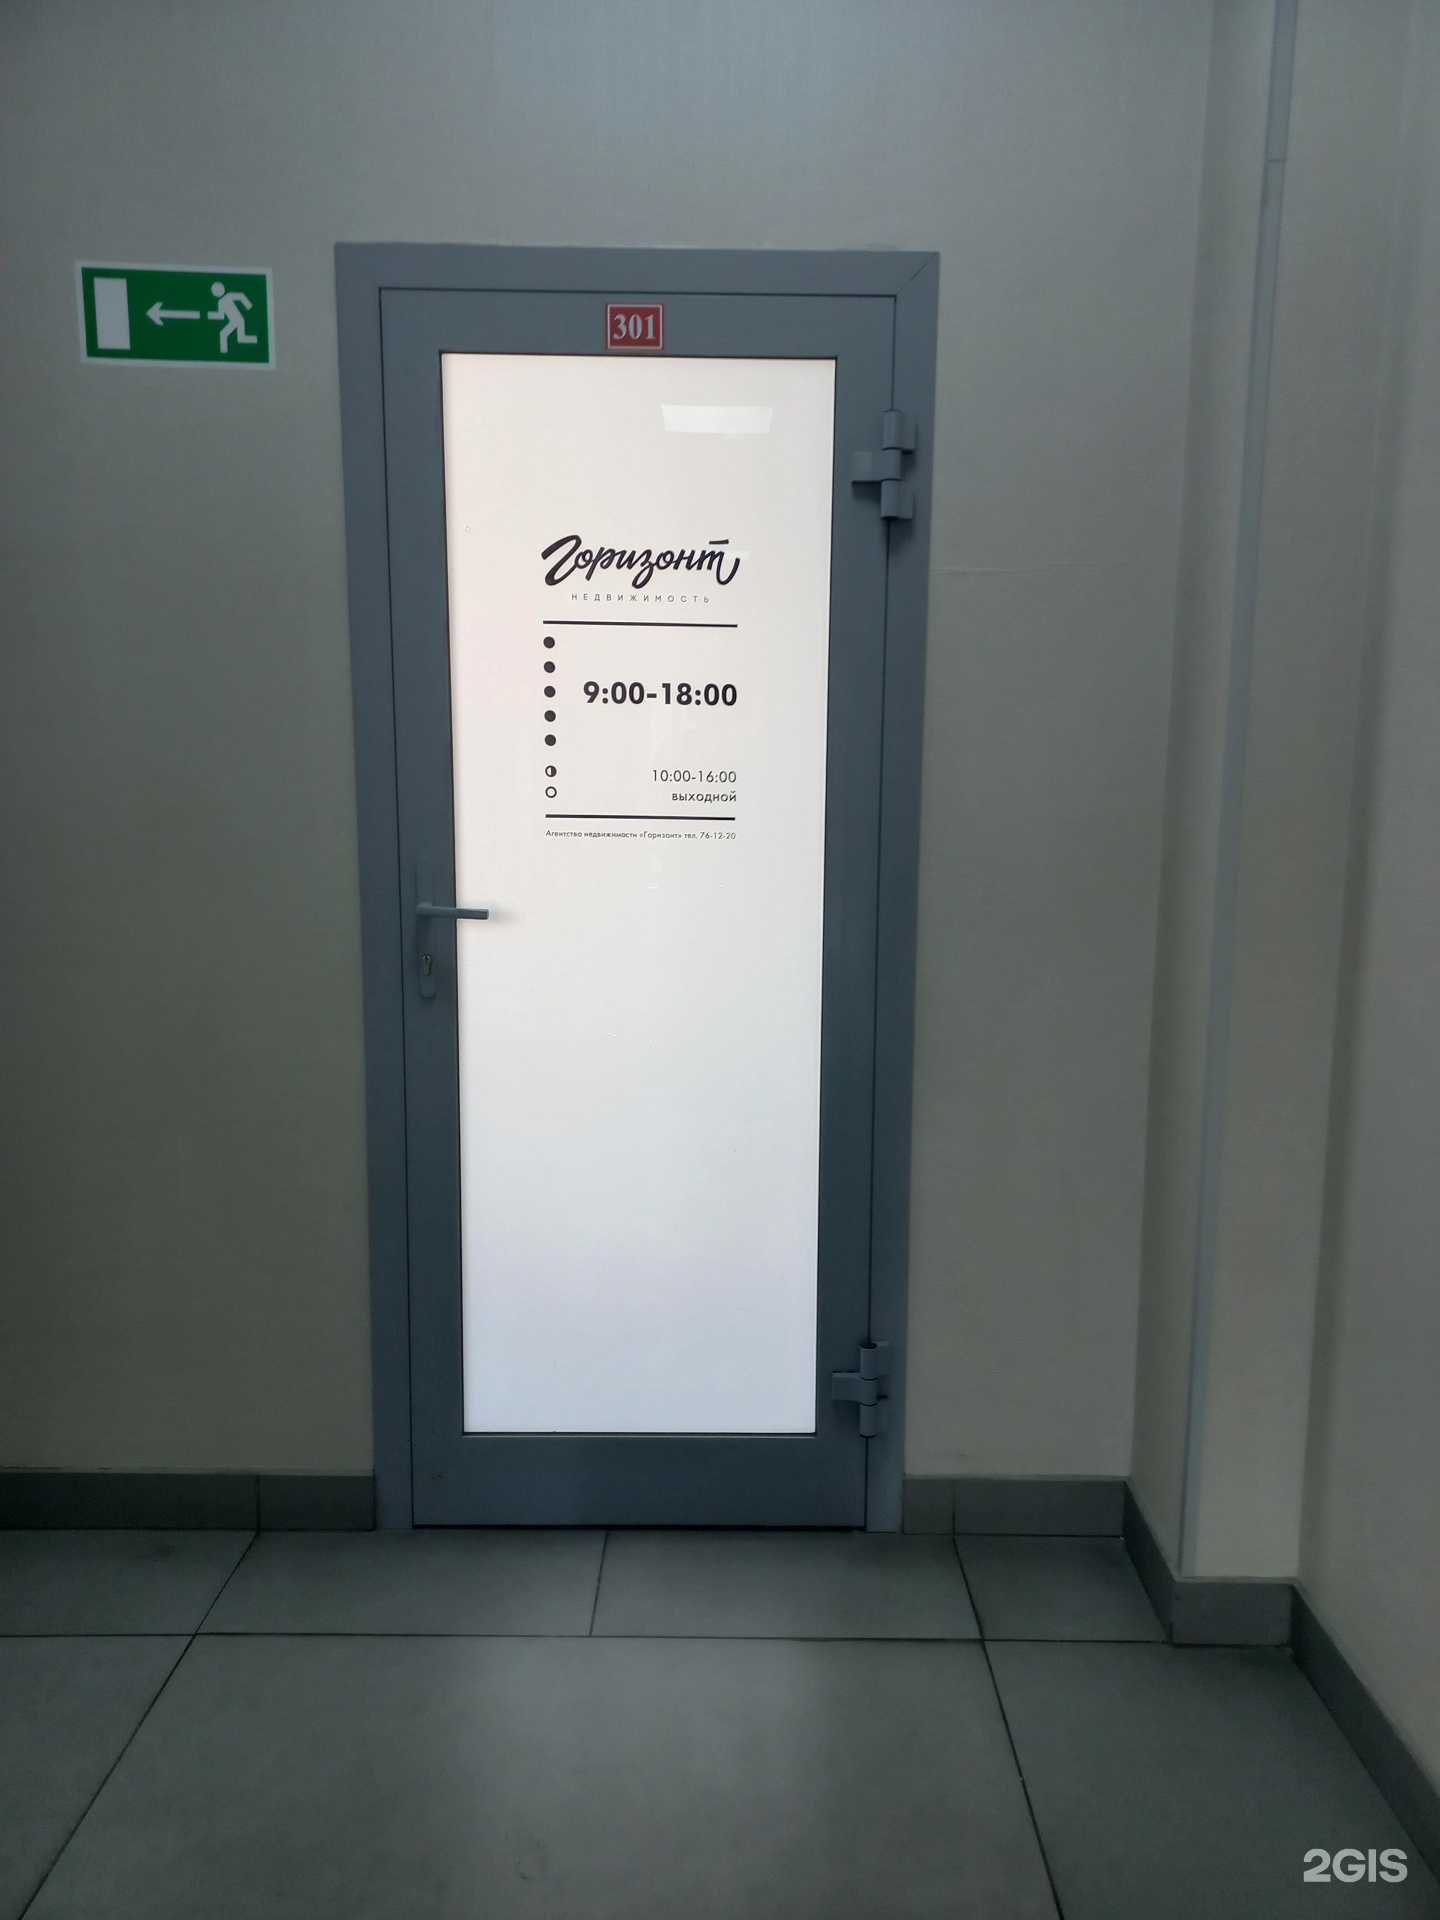 301
Горизонт
НЕДВИЖИМОСТЬ
9:00-18:00
10:00-16:00
выходной
Агентство недвижимости «Горизонт» тел. 76-12-20
2GIS